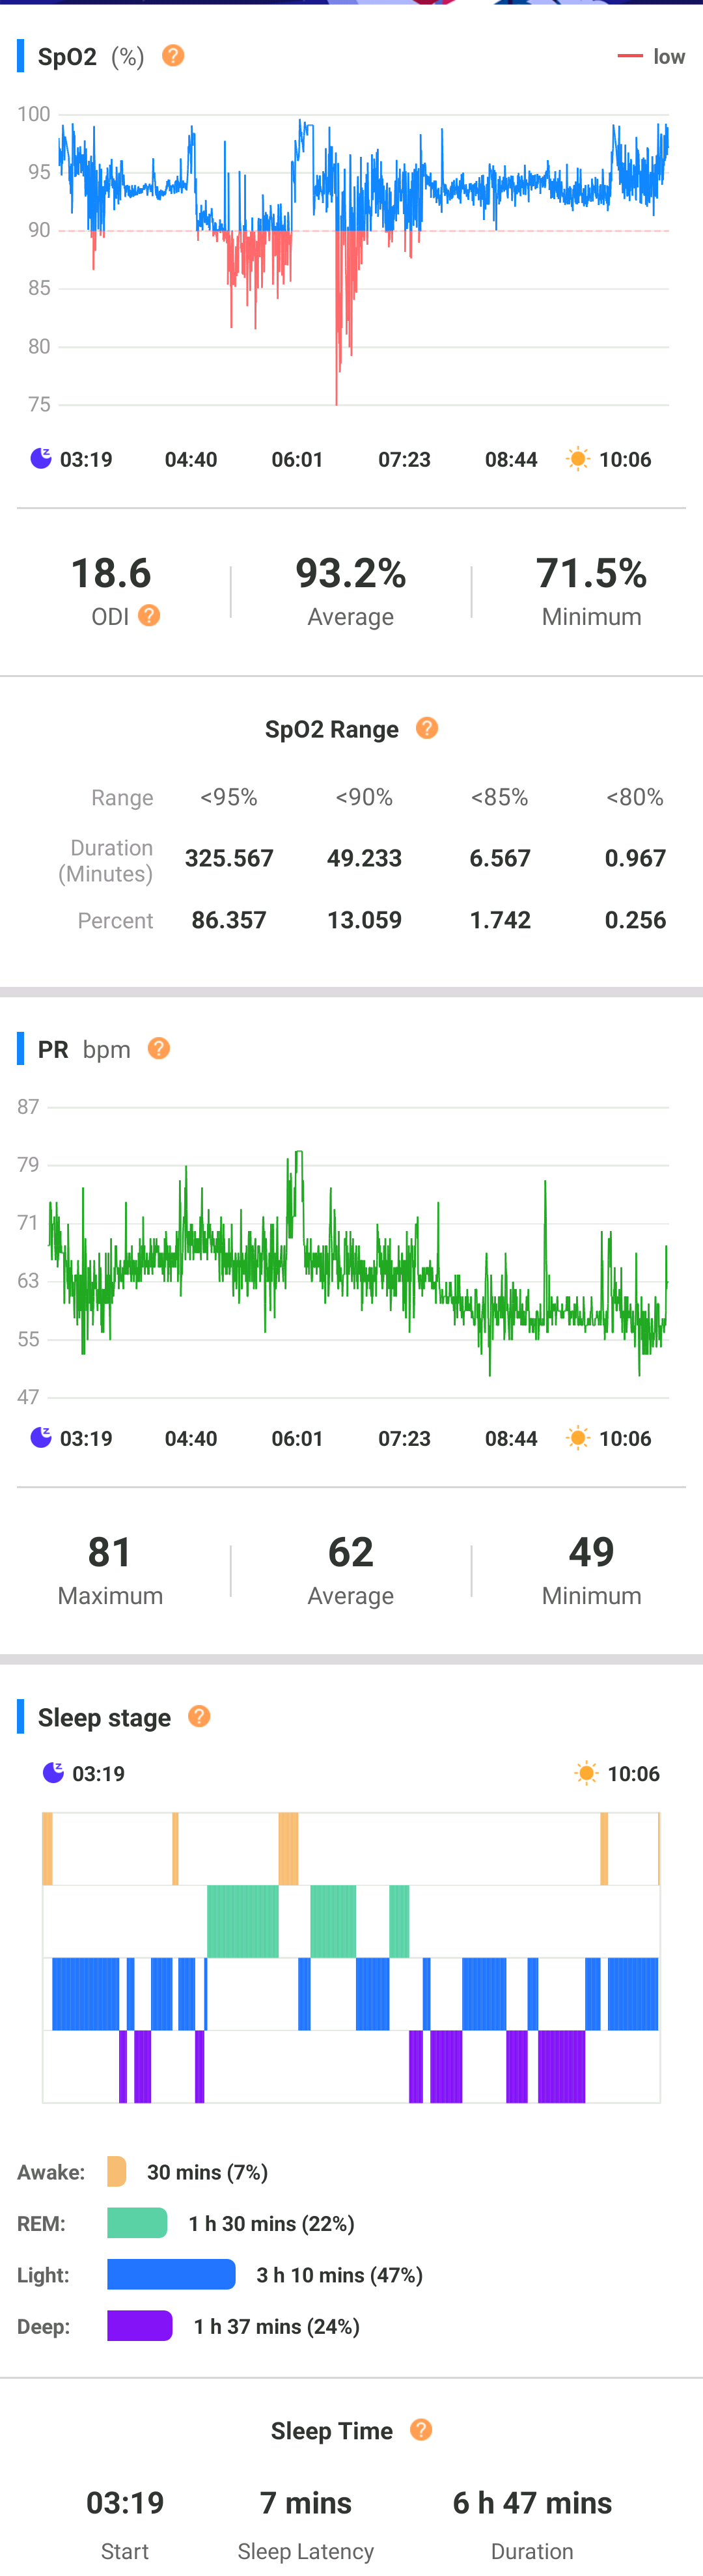 SpO2 (%) ? low
100
95
90
85
80
75
03:19 04:40 06:01 07:23 08:44 10:06
18.6 93.2% 71.5%
ODI ? Average Minimum
SpO2 Range ?
Range <95% <90% <85% <80%
Duration
(Minutes) 325.567 49.233 6.567 0.967
Percent 86.357 13.059 1.742 0.256
PR bpm ?
87
79
71
63
55
47
03:19 04:40 06:01 07:23 08:44 10:06
81 62 49
Maximum Average Minimum
Sleep stage ?
03:19 10:06
Awake: 30 mins (7%)
REM: 1 h 30 mins (22%)
Light: 3 h 10 mins (47%)
Deep: 1 h 37 mins (24%)
Sleep Time ?
03:19 7 mins 6 h 47 mins
Start Sleep Latency Duration